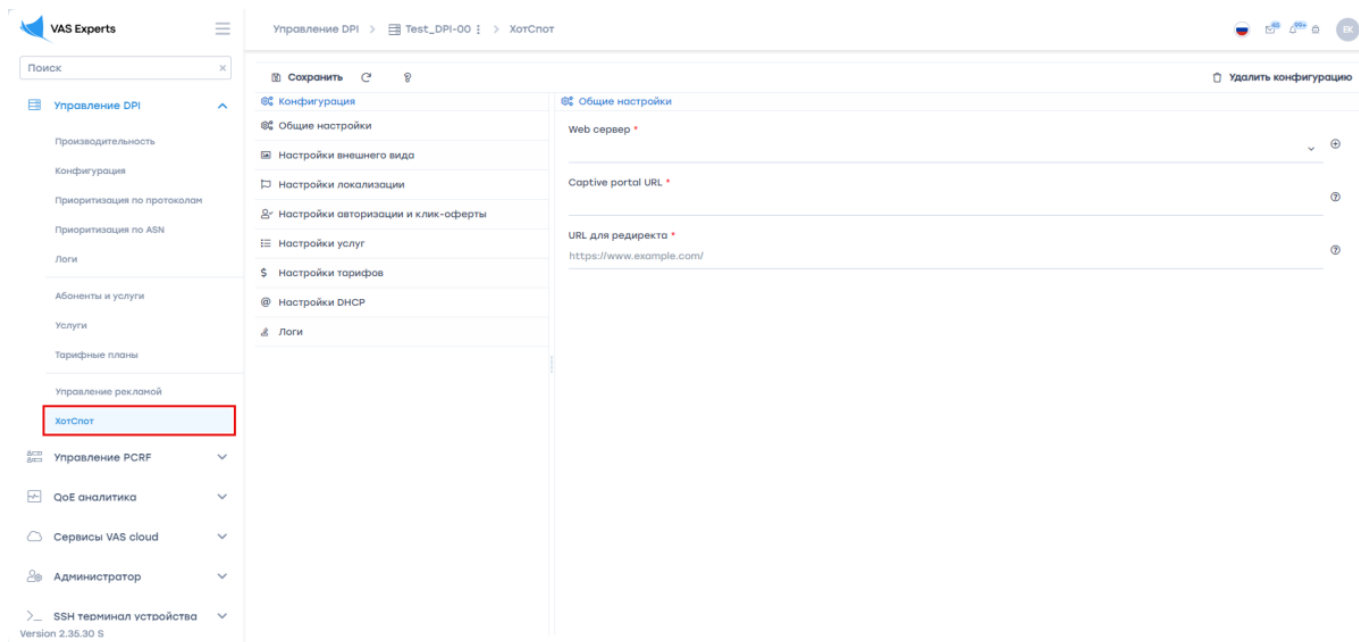 VAS Experts
Управление DPI > Test_DPI-00 > ХотСпот
48
99+
EK
Поиск
Сохранить
Удалить конфигурацию
Управление DPI
Производительность
Конфигурация
Приоритизация по протоколам
Приоритизация по ASN
Логи
Абоненты и услуги
Услуги
Тарифные планы
Управление рекламой
ХотСпот
Управление PCRF
QoE аналитика
Сервисы VAS cloud
Администратор
SSH терминал устройства
Version 2.35.30 S
Конфигурация
Общие настройки
Настройки внешнего вида
Настройки локализации
Настройки авторизации и клик-оферты
Настройки услуг
Настройки тарифов
Настройки DHCP
Логи
Общие настройки
Web сервер *
Captive portal URL *
URL для редиректа *
https://www.example.com/